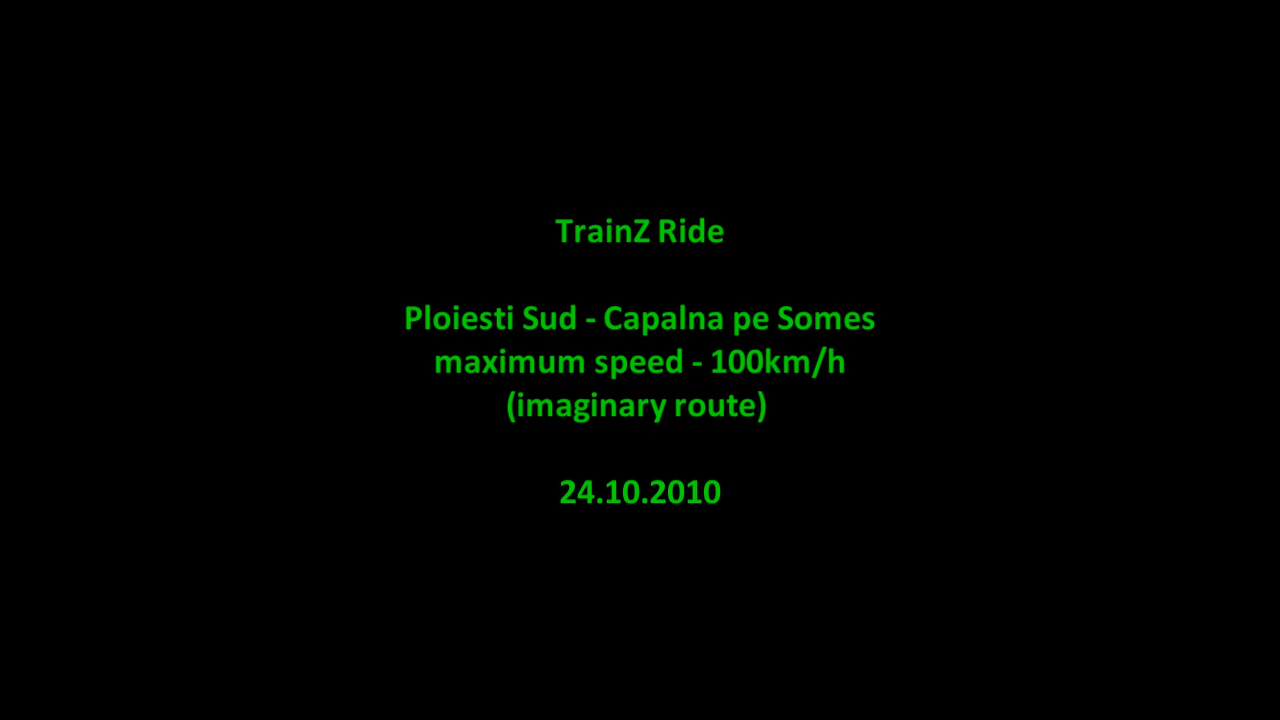 TrainZ Ride
Ploiesti Sud - Capalna pe Somes
maximum speed - 100km/h
(imaginary route)
24.10.2010